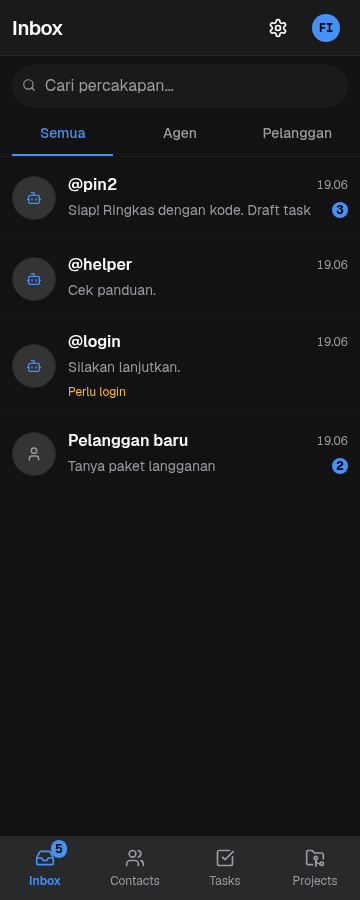 Inbox
FI
Cari percakapan...
Semua
Agen
Pelanggan
@pin2
19.06
Siap! Ringkas dengan kode. Draft task
3
@helper
19.06
Cek panduan.
@login
19.06
Silakan lanjutkan.
Perlu login
Pelanggan baru
19.06
Tanya paket langganan
2
5
Inbox
Contacts
Tasks
Projects